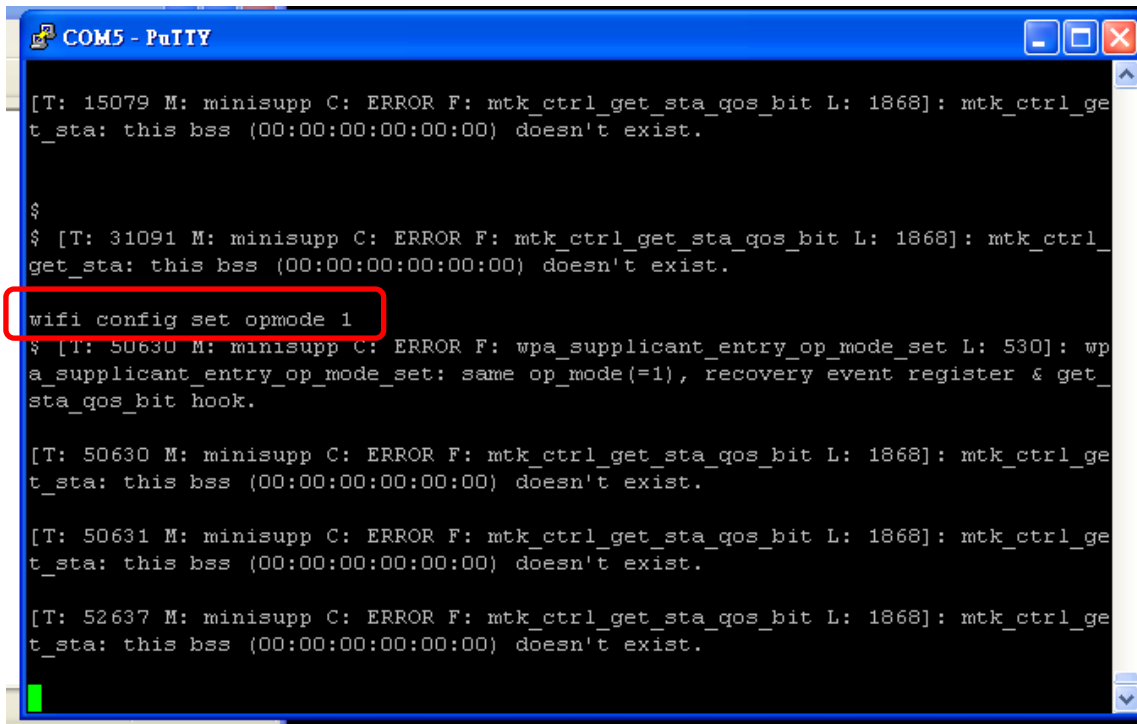 COM5 - PuTTY
[T: 15079 M: minisupp C: ERROR F: mtk_ctrl_get_sta_qos_bit L: 1868]: mtk_ctrl_ge
t_sta: this bss (00:00:00:00:00:00) doesn't exist.
$
$ [T: 31091 M: minisupp C: ERROR F: mtk_ctrl_get_sta_qos_bit L: 1868]: mtk_ctrl_
get_sta: this bss (00:00:00:00:00:00) doesn't exist.
wifi config set opmode 1
$ [T: 50630 M: minisupp C: ERROR F: wpa_supplicant_entry_op_mode_set L: 530]: wp
a_supplicant_entry_op_mode_set: same op_mode(=1), recovery event register & get_
sta_qos_bit hook.
[T: 50630 M: minisupp C: ERROR F: mtk_ctrl_get_sta_qos_bit L: 1868]: mtk_ctrl_ge
t_sta: this bss (00:00:00:00:00:00) doesn't exist.
[T: 50631 M: minisupp C: ERROR F: mtk_ctrl_get_sta_qos_bit L: 1868]: mtk_ctrl_ge
t_sta: this bss (00:00:00:00:00:00) doesn't exist.
[T: 52637 M: minisupp C: ERROR F: mtk_ctrl_get_sta_qos_bit L: 1868]: mtk_ctrl_ge
t_sta: this bss (00:00:00:00:00:00) doesn't exist.